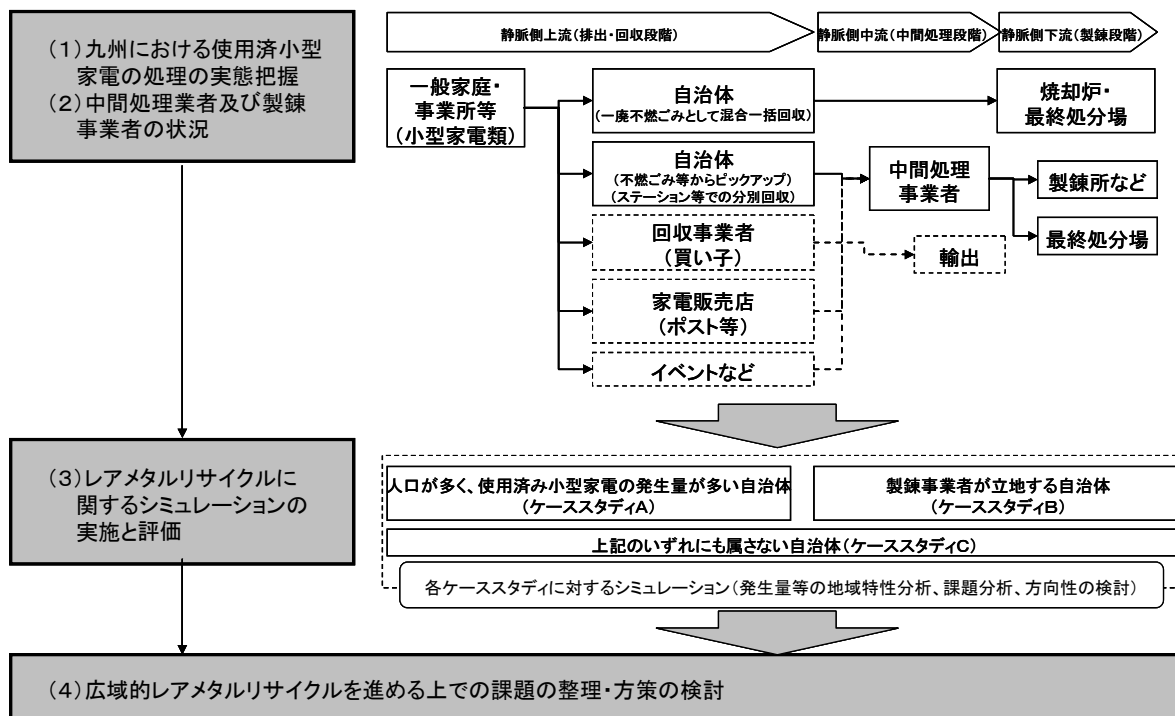 （１）九州における使用済小型
家電の処理の実態把握
（２）中間処理業者及び製錬
事業者の状況
静脈側上流（排出・回収段階）
静脈側中流（中間処理段階）
静脈側下流（製錬段階）
一般家庭・
事業所等
（小型家電類）
自治体
（一廃不燃ごみとして混合一括回収）
焼却炉・
最終処分場
自治体
（不燃ごみ等からピックアップ）
（ステーション等での分別回収）
中間処理
事業者
製錬所など
最終処分場
回収事業者
（買い子）
輸出
家電販売店
（ポスト等）
イベントなど
（３）レアメタルリサイクルに
関するシミュレーションの
実施と評価
人口が多く、使用済み小型家電の発生量が多い自治体
（ケーススタディA）
製錬事業者が立地する自治体
（ケーススタディB）
上記のいずれにも属さない自治体（ケーススタディC）
各ケーススタディに対するシミュレーション（発生量等の地域特性分析、課題分析、方向性の検討）
（４）広域的レアメタルリサイクルを進める上での課題の整理・方策の検討